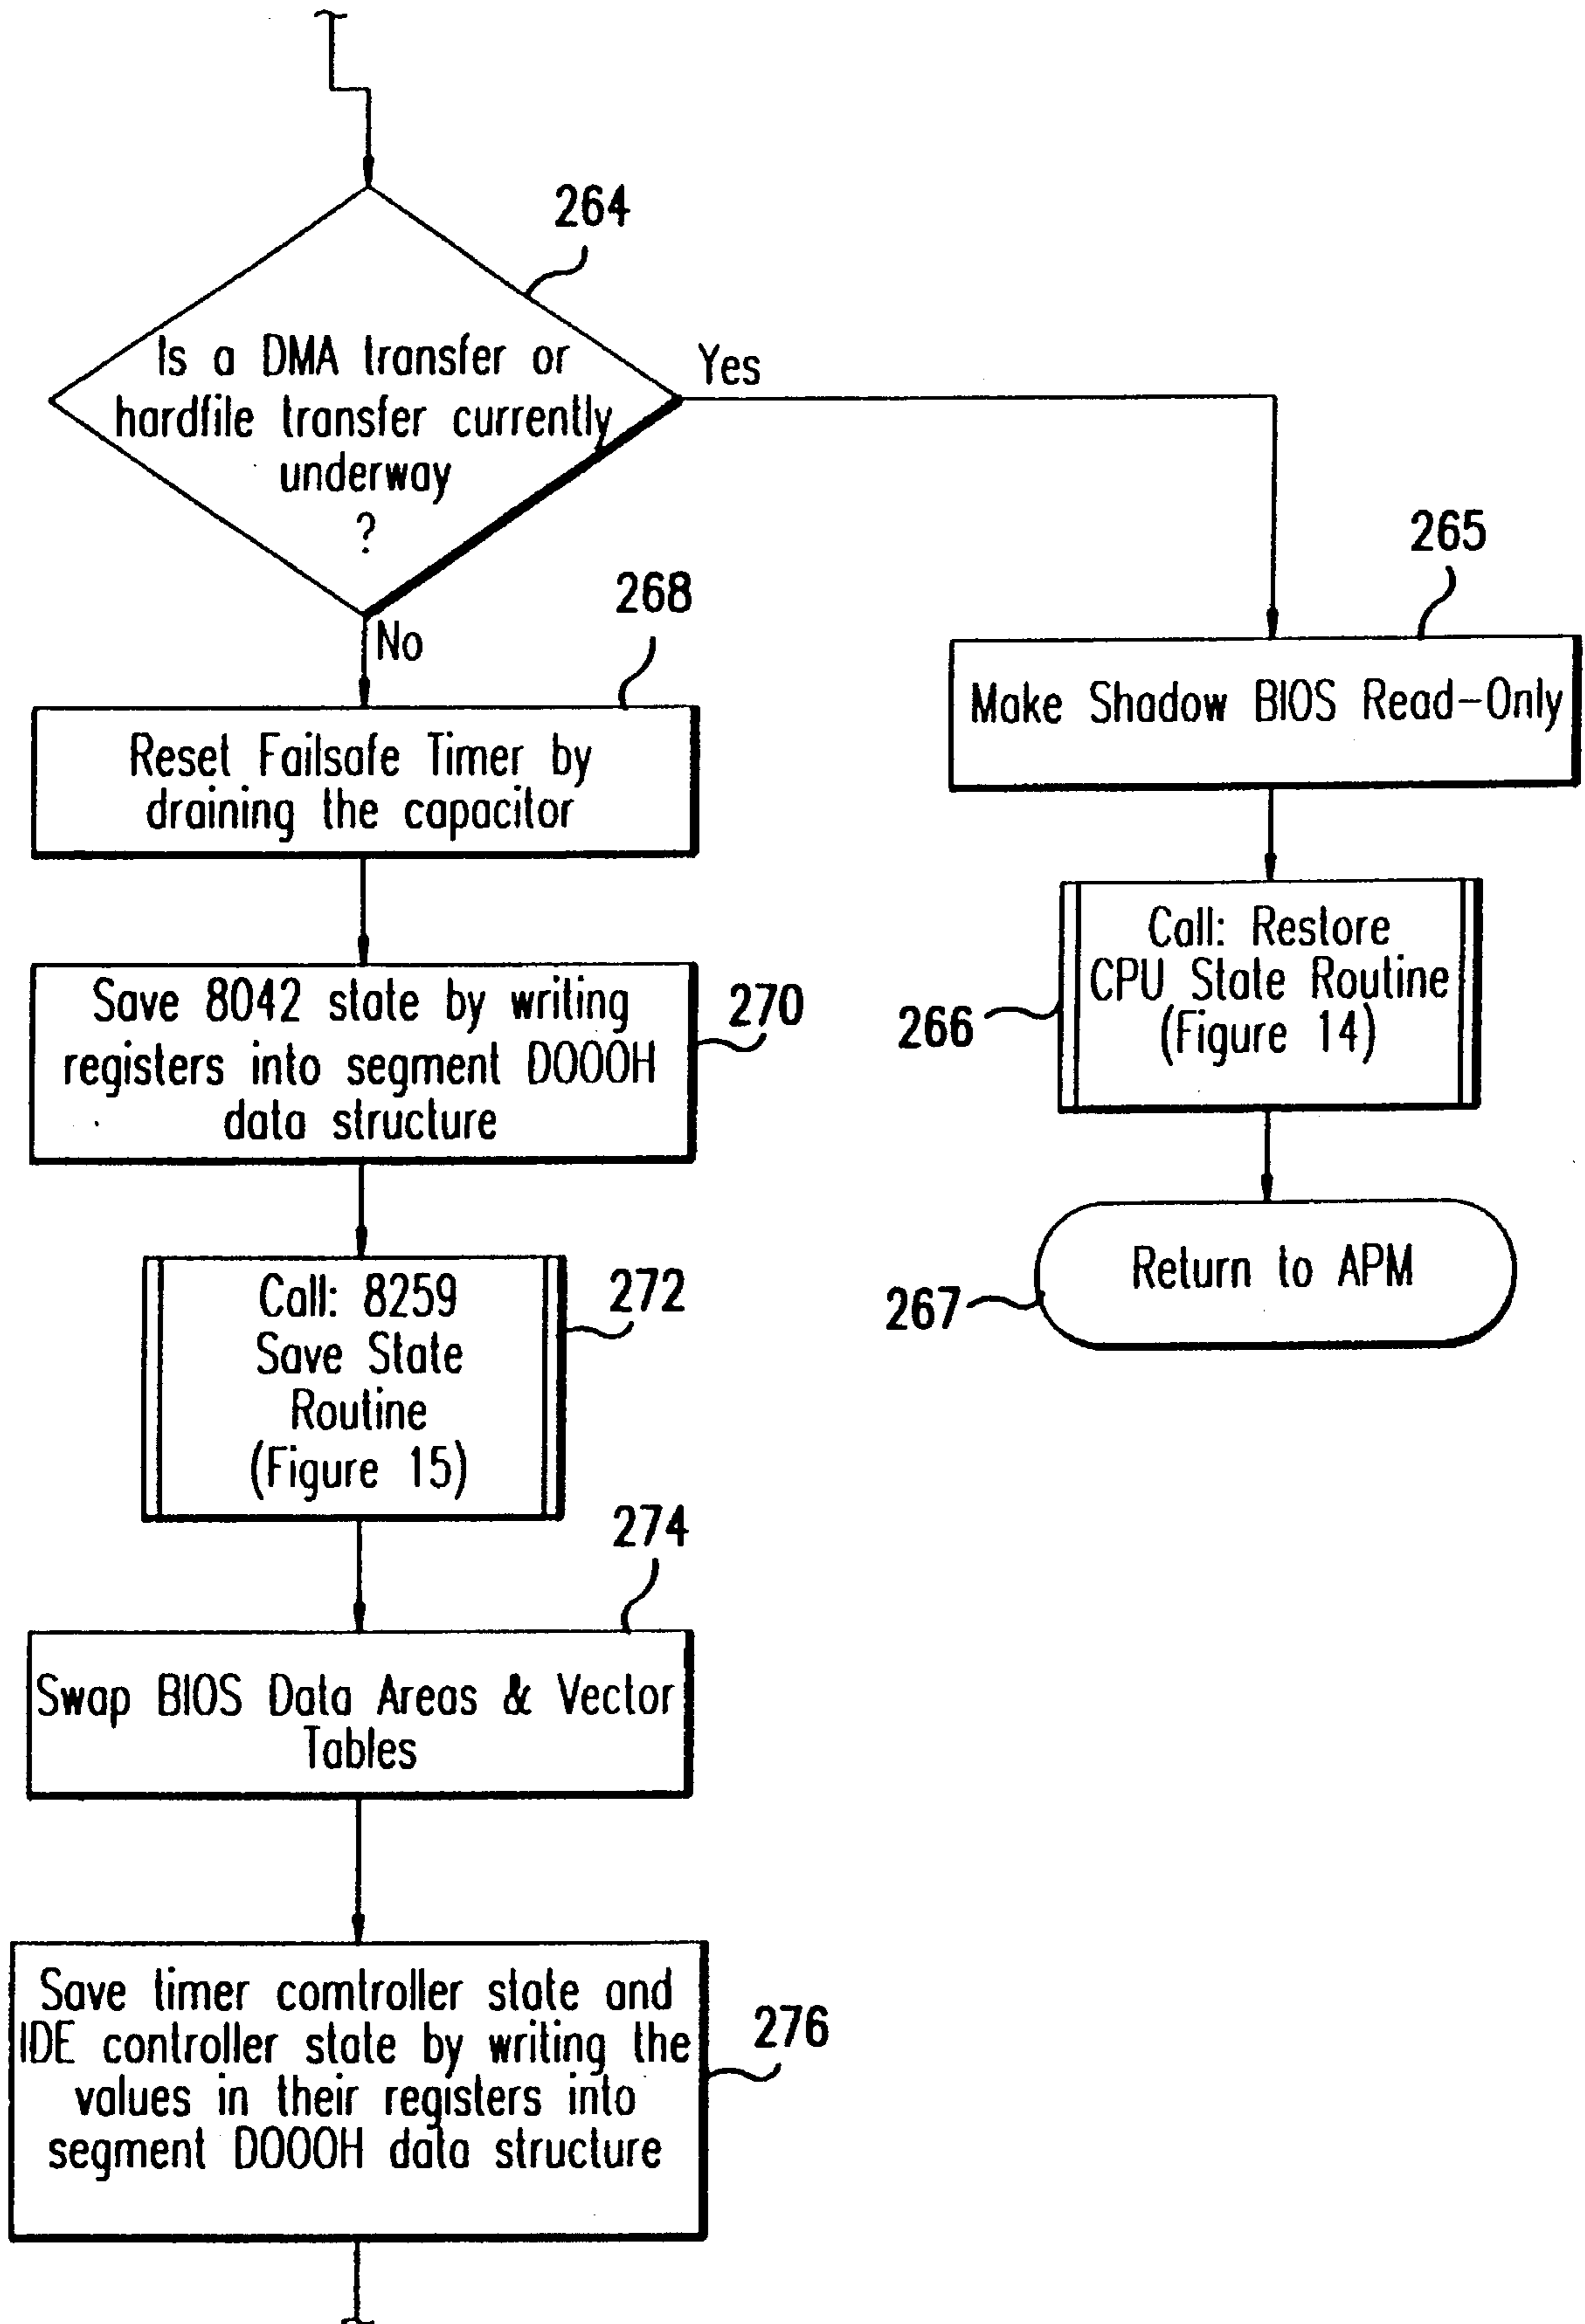 264
Is a DMA transfer or
hardfile transfer currently
underway
?
Yes
No
268
Reset Failsafe Timer by
draining the capacitor
270
Save 8042 state by writing
registers into segment D000H
data structure
272
Call: 8259
Save State
Routine
(Figure 15)
274
Swap BIOS Data Areas & Vector
Tables
276
Save timer comtroller state and
IDE controller state by writing the
values in their registers into
segment D000H data structure
265
Make Shadow BIOS Read-Only
266
Call: Restore
CPU State Routine
(Figure 14)
267
Return to APM